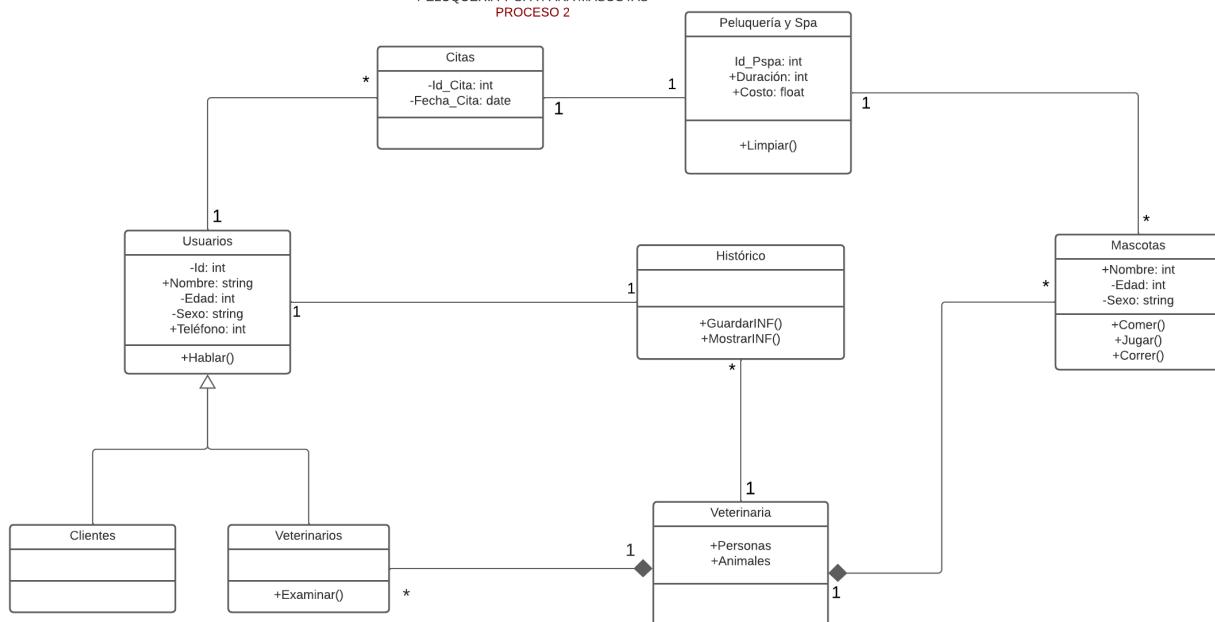 PROCESO 2
Citas
-Id_Cita: int
-Fecha_Cita: date
Peluquería y Spa
Id_Pspa: int
+Duración: int
+Costo: float
+Limpiar()
*
1
1
1
1
*
Usuarios
-Id: int
+Nombre: string
-Edad: int
-Sexo: string
+Teléfono: int
+Hablar()
Histórico
+GuardarINF()
+MostrarINF()
Mascotas
+Nombre: int
-Edad: int
-Sexo: string
+Comer()
+Jugar()
+Correr()
1
1
*
*
1
Clientes
Veterinarios
+Examinar()
Veterinaria
+Personas
+Animales
1
*
1